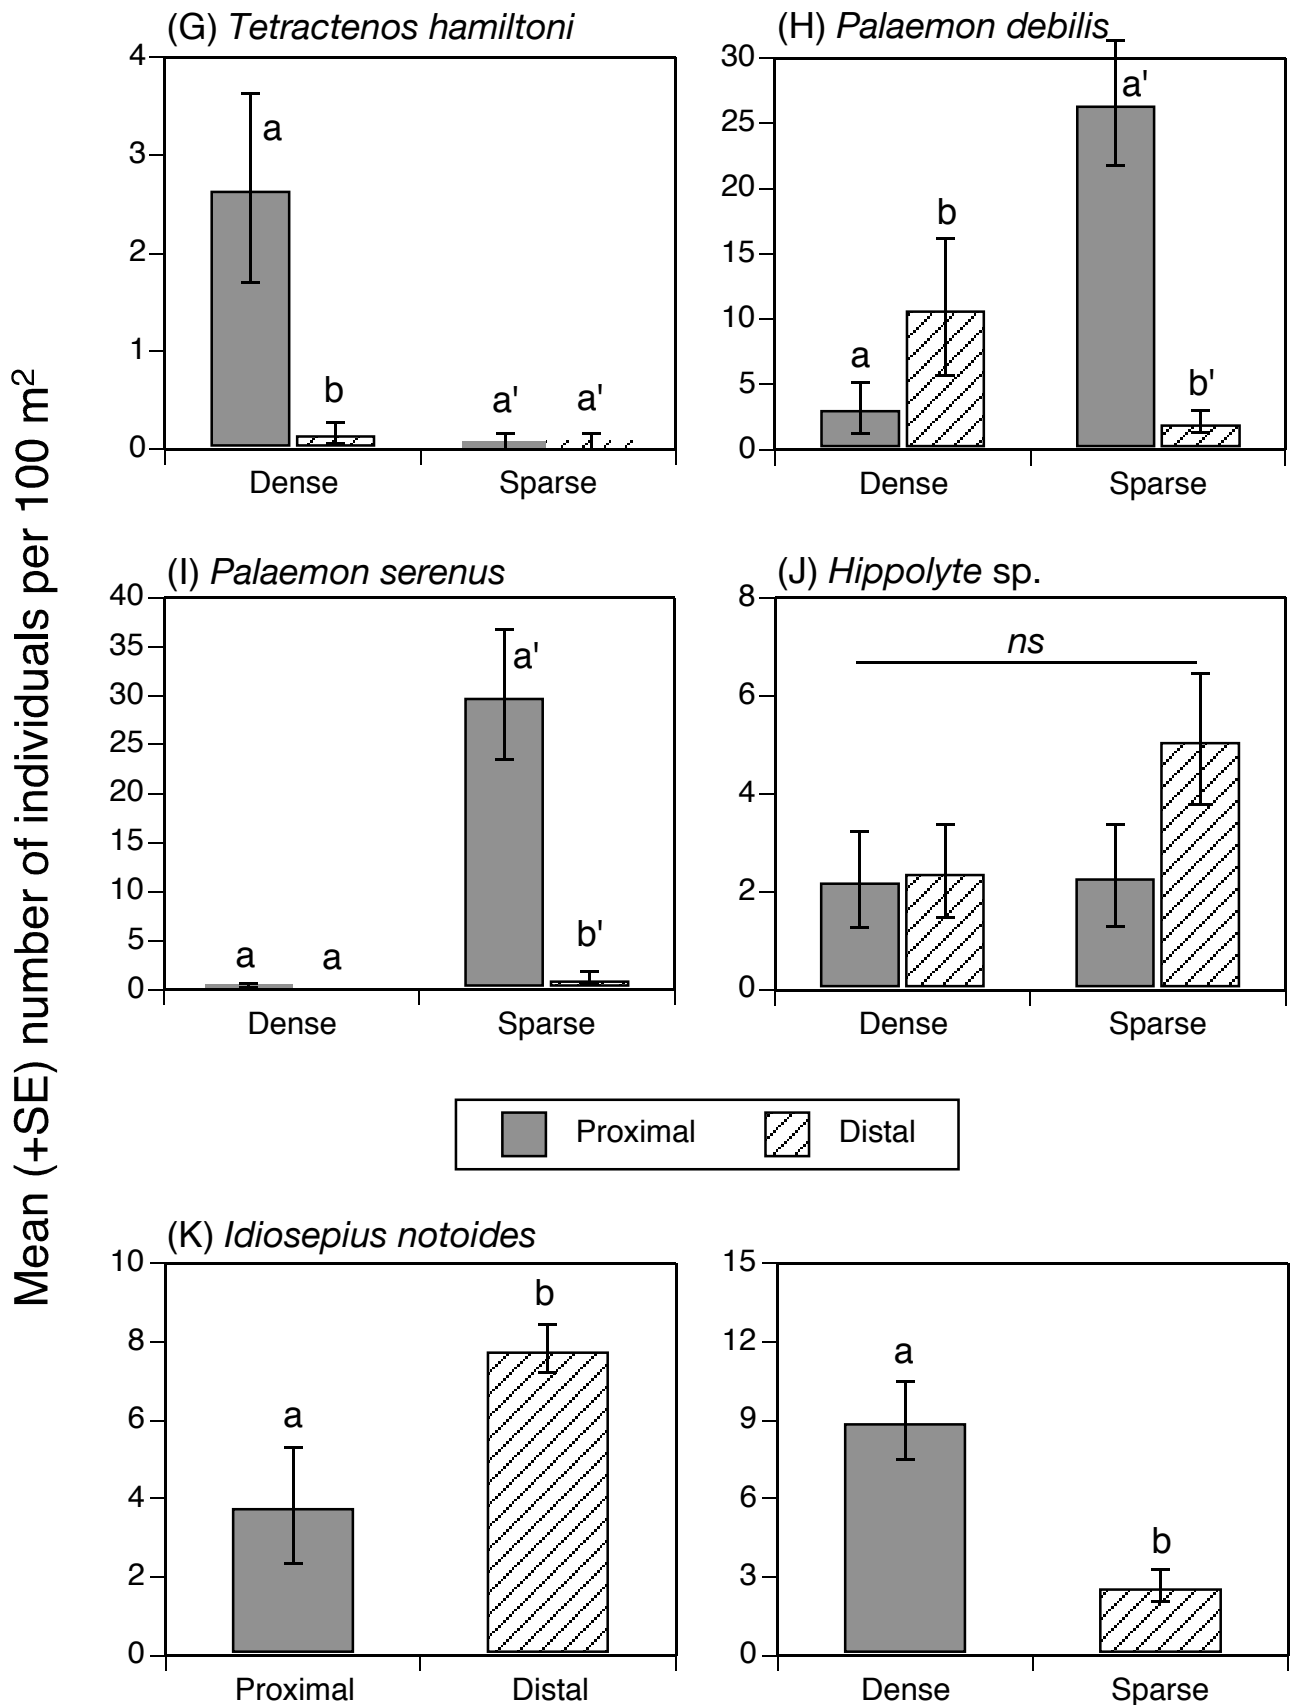 Mean (+SE) number of individuals per 100 m²
(G) Tetractenos hamiltoni
4
3
2
1
0
a
b
a'
a'
Dense
Sparse
(H) Palaemon debilis
30
25
20
15
10
5
0
a
b
a'
b'
Dense
Sparse
(I) Palaemon serenus
40
35
30
25
20
15
10
5
0
a
a
a'
b'
Dense
Sparse
(J) Hippolyte sp.
8
6
4
2
0
ns
Dense
Sparse
Proximal
Distal
(K) Idiosepius notoides
10
8
6
4
2
0
a
b
Proximal
Distal
15
12
9
6
3
0
a
b
Dense
Sparse